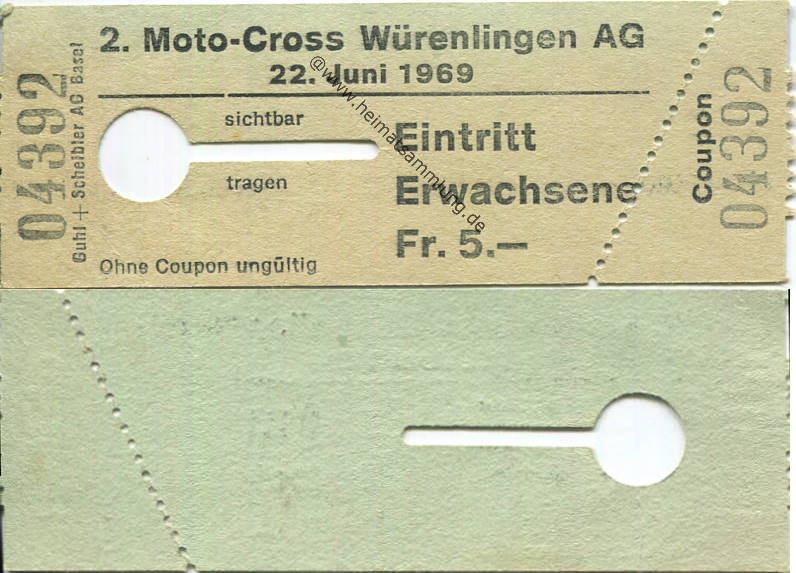 2. Moto-Cross Würenlingen AG
22. Juni 1969
04392
Guhl + Scheibler AG Basel
sichtbar
tragen
Eintritt
Erwachsene
Fr. 5.—
Ohne Coupon ungültig
Coupon
04392
@www.heimatsammlung.de